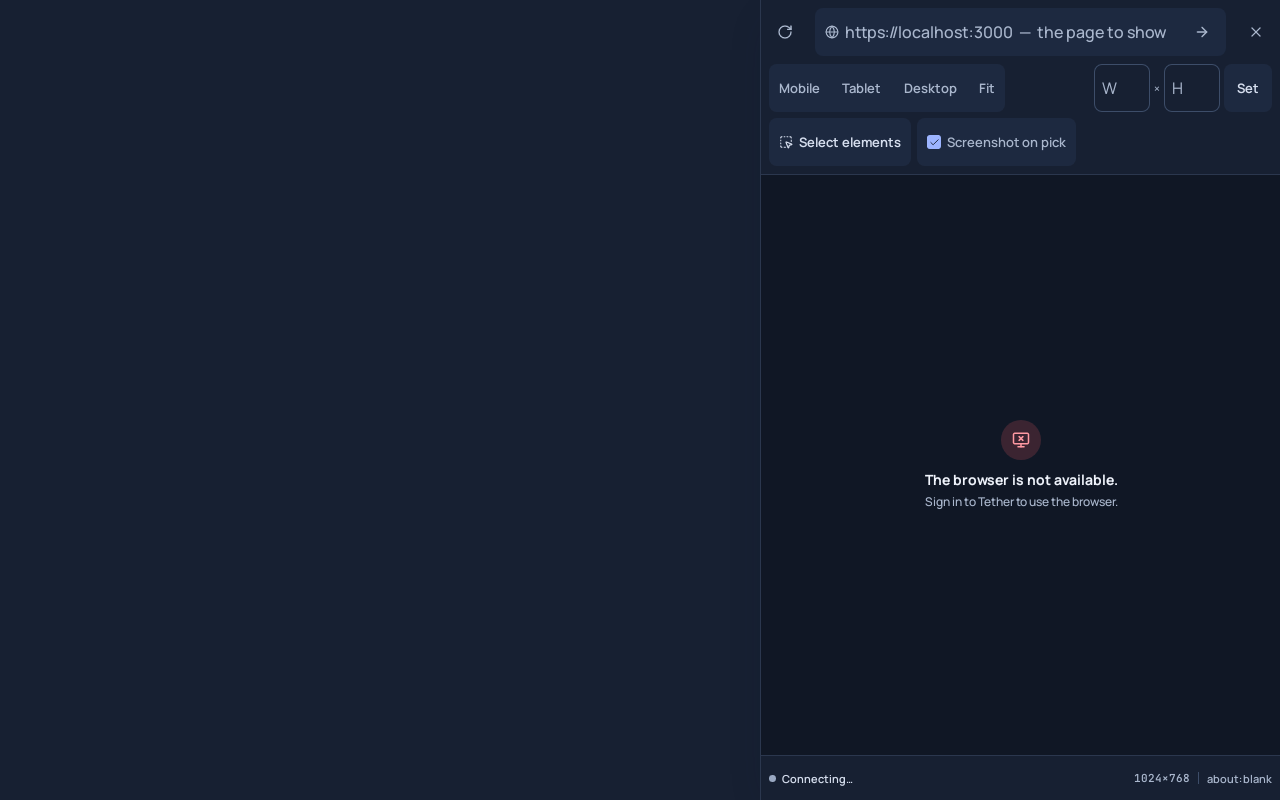 https://localhost:3000 — the page to show
Mobile Tablet Desktop Fit W × H Set
Select elements Screenshot on pick
The browser is not available.
Sign in to Tether to use the browser.
Connecting… 1024×768 about:blank